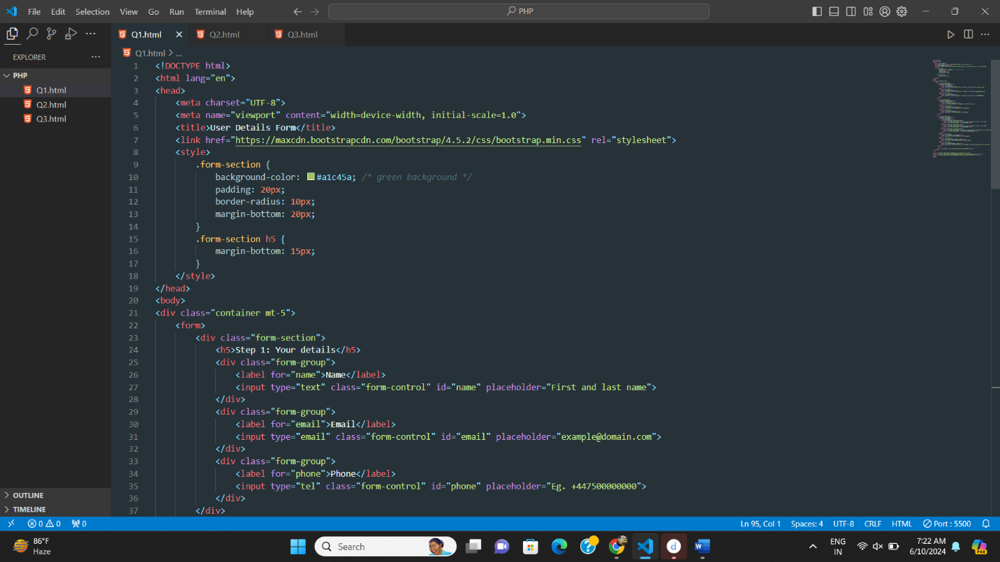 File Edit Selection View Go Run Terminal Help
PHP
EXPLORER
PHP
Q1.html
Q2.html
Q3.html
OUTLINE
TIMELINE
Q1.html Q2.html Q3.html
Q1.html > ...
1 <!DOCTYPE html>
2 <html lang="en">
3 <head>
4 <meta charset="UTF-8">
5 <meta name="viewport" content="width=device-width, initial-scale=1.0">
6 <title>User Details Form</title>
7 <link href="https://maxcdn.bootstrapcdn.com/bootstrap/4.5.2/css/bootstrap.min.css" rel="stylesheet">
8 <style>
9 .form-section {
10 background-color: #a1c45a; /* green background */
11 padding: 20px;
12 border-radius: 10px;
13 margin-bottom: 20px;
14 }
15 .form-section h5 {
16 margin-bottom: 15px;
17 }
18 </style>
19 </head>
20 <body>
21 <div class="container mt-5">
22 <form>
23 <div class="form-section">
24 <h5>Step 1: Your details</h5>
25 <div class="form-group">
26 <label for="name">Name</label>
27 <input type="text" class="form-control" id="name" placeholder="First and last name">
28 </div>
29 <div class="form-group">
30 <label for="email">Email</label>
31 <input type="email" class="form-control" id="email" placeholder="example@domain.com">
32 </div>
33 <div class="form-group">
34 <label for="phone">Phone</label>
35 <input type="tel" class="form-control" id="phone" placeholder="Eg. +447500000000">
36 </div>
37 </div>
0 0 0
Ln 95, Col 1 Spaces: 4 UTF-8 CRLF HTML Port : 5500
86°F
Haze
Search
ENG
IN
7:22 AM
6/10/2024
PRE